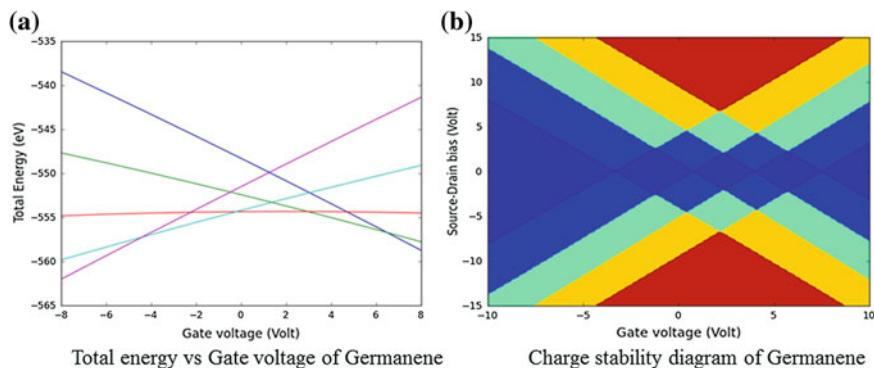 (a)
−535
−540
−545
−550
−555
−560
−565
Total Energy (eV)
−8 −6 −4 −2 0 2 4 6 8
Gate voltage (Volt)
Total energy vs Gate voltage of Germanene
(b)
15
10
5
0
−5
−10
−15
Source-Drain bias (Volt)
−10 −5 0 5 10
Gate voltage (Volt)
Charge stability diagram of Germanene